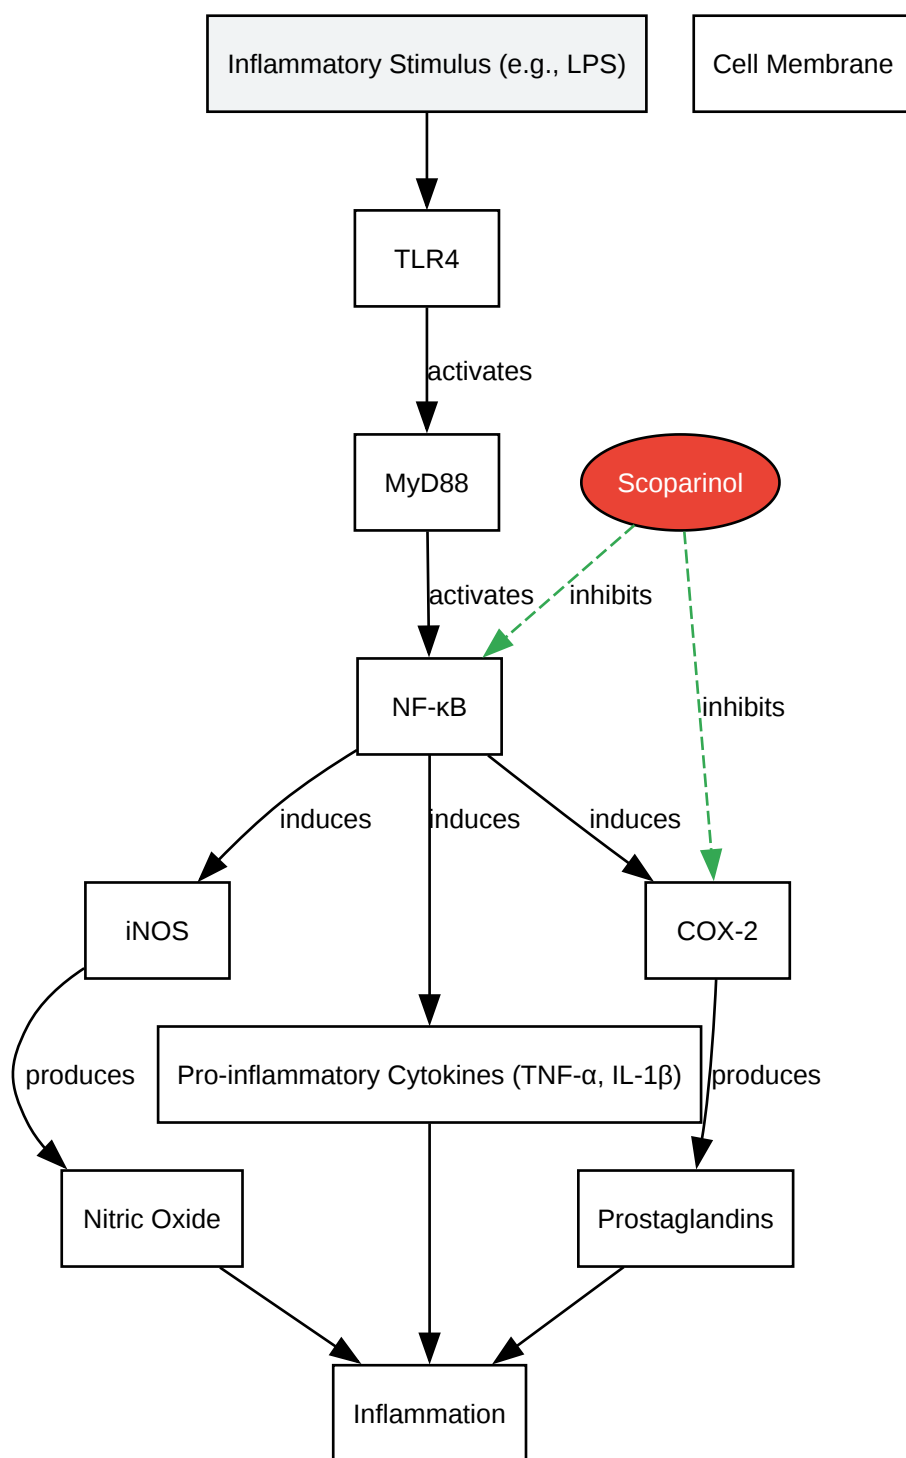 Inflammatory Stimulus (e.g., LPS)
Cell Membrane
TLR4
activates
MyD88
Scoparinol
activates
inhibits
NF-κB
inhibits
induces
induces
induces
iNOS
COX-2
produces
Pro-inflammatory Cytokines (TNF-α, IL-1β)
produces
Nitric Oxide
Prostaglandins
Inflammation